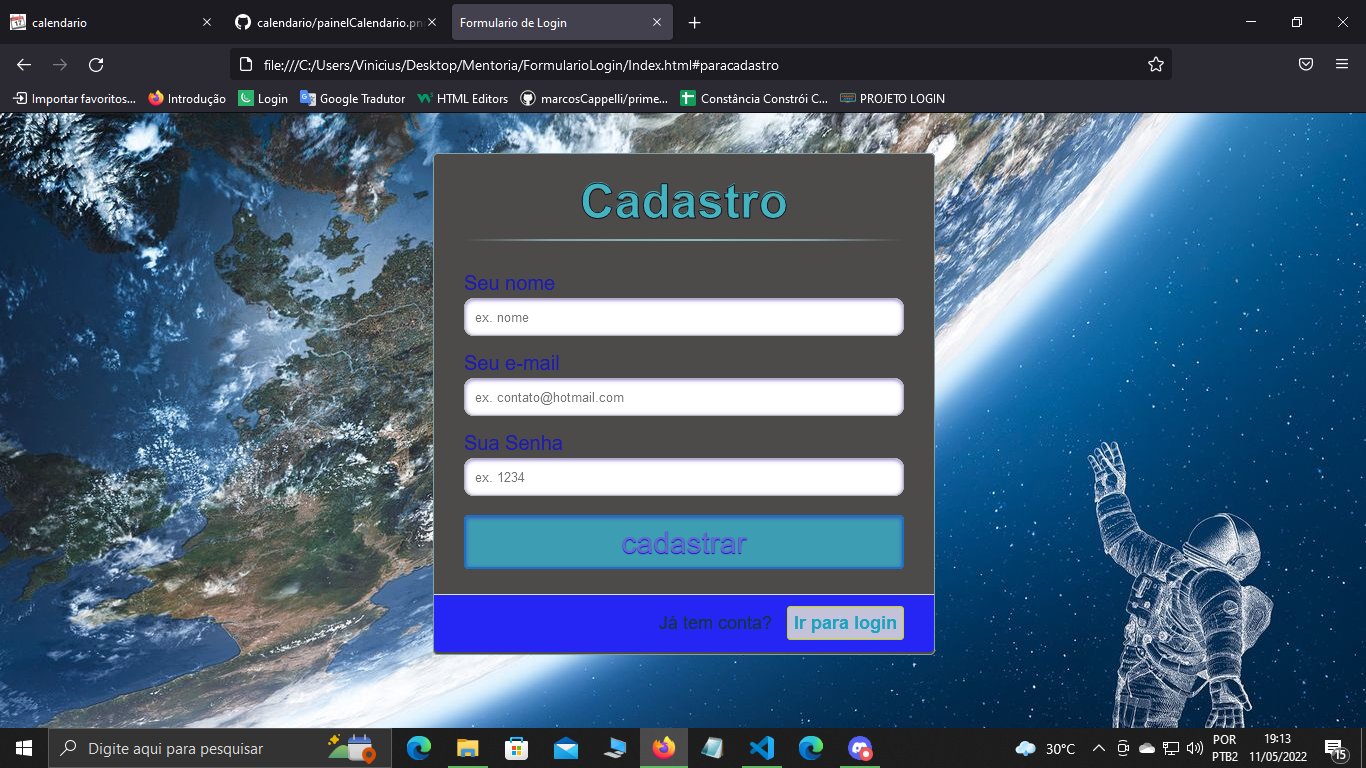 calendario
calendario/painelCalendario.pn
Formulario de Login
file:///C:/Users/Vinicius/Desktop/Mentoria/FormularioLogin/Index.html#paracadastro
Importar favoritos... Introdução Login Google Tradutor HTML Editors marcosCappelli/prime... Constância Constrói C... PROJETO LOGIN
Cadastro
Seu nome
ex. nome
Seu e-mail
ex. contato@hotmail.com
Sua Senha
ex. 1234
cadastrar
Já tem conta? Ir para login
Digite aqui para pesquisar
30°C
POR
PTB2
19:13
11/05/2022
15